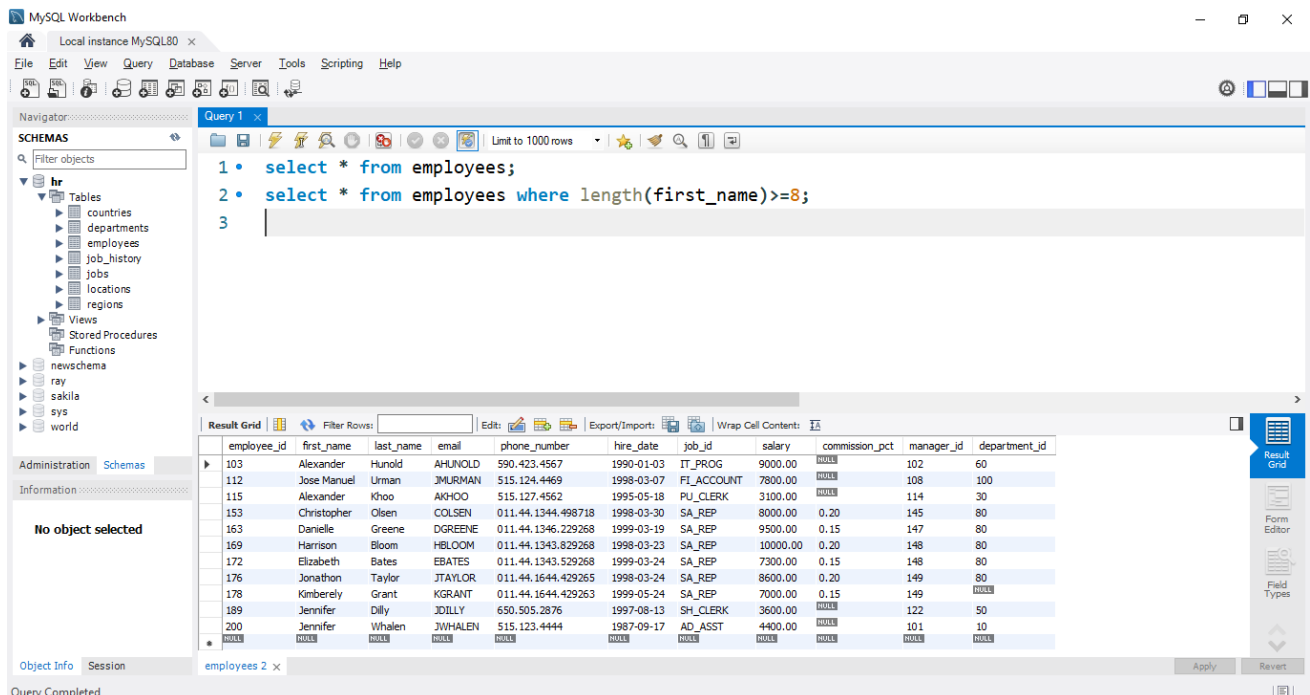 MySQL Workbench
Local instance MySQL80
File Edit View Query Database Server Tools Scripting Help
Navigator
SCHEMAS
Filter objects
hr
Tables
countries
departments
employees
job_history
jobs
locations
regions
Views
Stored Procedures
Functions
newschema
ray
sakila
sys
world
Administration Schemas
Information
No object selected
Object Info Session
Query 1
Limit to 1000 rows
1 select * from employees;
2 select * from employees where length(first_name)>=8;
3
Result Grid Filter Rows: Edit: Export/Import: Wrap Cell Content:
employee_id first_name last_name email phone_number hire_date job_id salary commission_pct manager_id department_id
103 Alexander Hunold AHUNOLD 590.423.4567 1990-01-03 IT_PROG 9000.00 NULL 102 60
112 Jose Manuel Urman JMURMAN 515.124.4469 1998-03-07 FI_ACCOUNT 7800.00 NULL 108 100
115 Alexander Khoo AKHOO 515.127.4562 1995-05-18 PU_CLERK 3100.00 NULL 114 30
153 Christopher Olsen COLSEN 011.44.1344.498718 1998-03-30 SA_REP 8000.00 0.20 145 80
163 Danielle Greene DGREENE 011.44.1346.229268 1999-03-19 SA_REP 9500.00 0.15 147 80
169 Harrison Bloom HBLOOM 011.44.1343.829268 1998-03-23 SA_REP 10000.00 0.20 148 80
172 Elizabeth Bates EBATES 011.44.1343.529268 1999-03-24 SA_REP 7300.00 0.15 148 80
176 Jonathon Taylor JTAYLOR 011.44.1644.429265 1998-03-24 SA_REP 8600.00 0.20 149 80
178 Kimberely Grant KGRANT 011.44.1644.429263 1999-05-24 SA_REP 7000.00 0.15 149 NULL
189 Jennifer Dilly JDILLY 650.505.2876 1997-08-13 SH_CLERK 3600.00 NULL 122 50
200 Jennifer Whalen JWHALEN 515.123.4444 1987-09-17 AD_ASST 4400.00 NULL 101 10
NULL NULL NULL NULL NULL NULL NULL NULL NULL NULL NULL
Result
Grid
Form
Editor
Field
Types
employees 2
Apply Revert
Query Completed